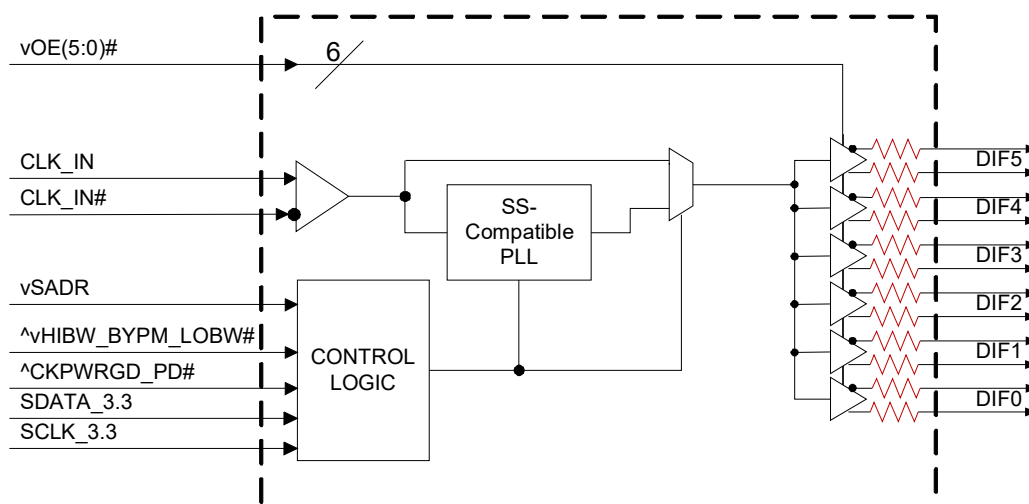 vOE(5:0)#
6
CLK_IN
CLK_IN#
SS-
Compatible
PLL
DIF5
DIF4
DIF3
DIF2
DIF1
DIF0
vSADR
^vHIBW_BYPM_LOBW#
^CKPWRGD_PD#
SDATA_3.3
SCLK_3.3
CONTROL
LOGIC